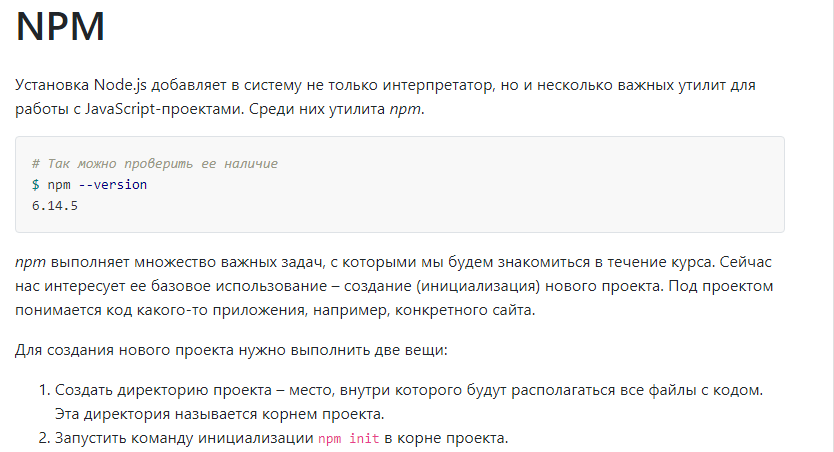 NPM
Установка Node.js добавляет в систему не только интерпретатор, но и несколько важных утилит для
работы с JavaScript-проектами. Среди них утилита npm.
# Так можно проверить ее наличие
$ npm --version
6.14.5
npm выполняет множество важных задач, с которыми мы будем знакомиться в течение курса. Сейчас
нас интересует ее базовое использование – создание (инициализация) нового проекта. Под проектом
понимается код какого-то приложения, например, конкретного сайта.
Для создания нового проекта нужно выполнить две вещи:
1. Создать директорию проекта – место, внутри которого будут располагаться все файлы с кодом.
Эта директория называется корнем проекта.
2. Запустить команду инициализации npm init в корне проекта.